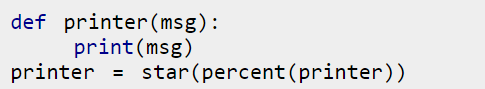 def printer(msg):
     print(msg)
printer = star(percent(printer))